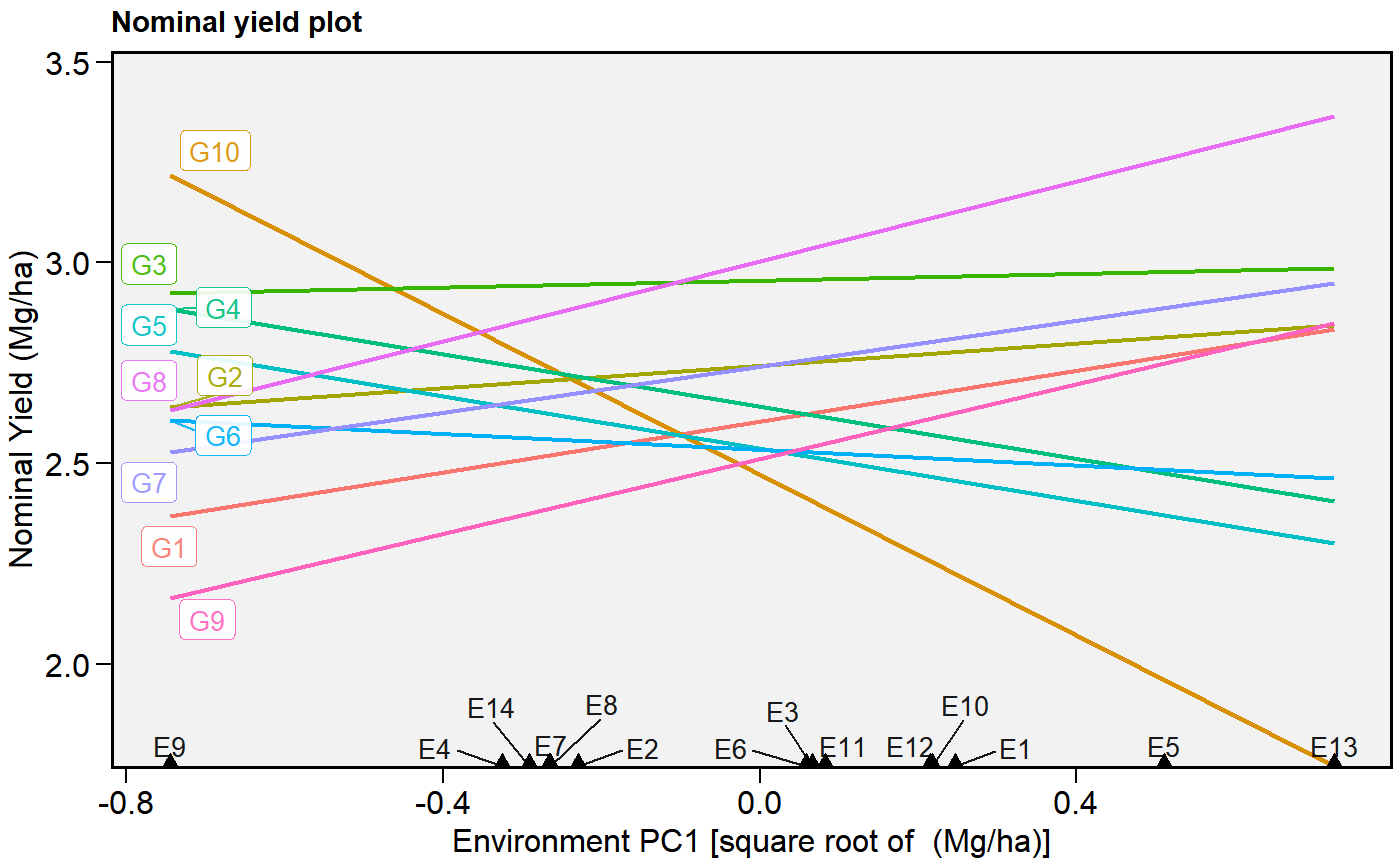 Nominal yield plot
3.5
3.0
2.5
2.0
Nominal Yield (Mg/ha)
G10
G3
G4
G5
G8
G2
G6
G7
G1
G9
E14
E8
E3
E10
E9
E4
E7
E2
E6
E11
E12
E1
E5
E13
-0.8
-0.4
0.0
0.4
Environment PC1 [square root of  (Mg/ha)]